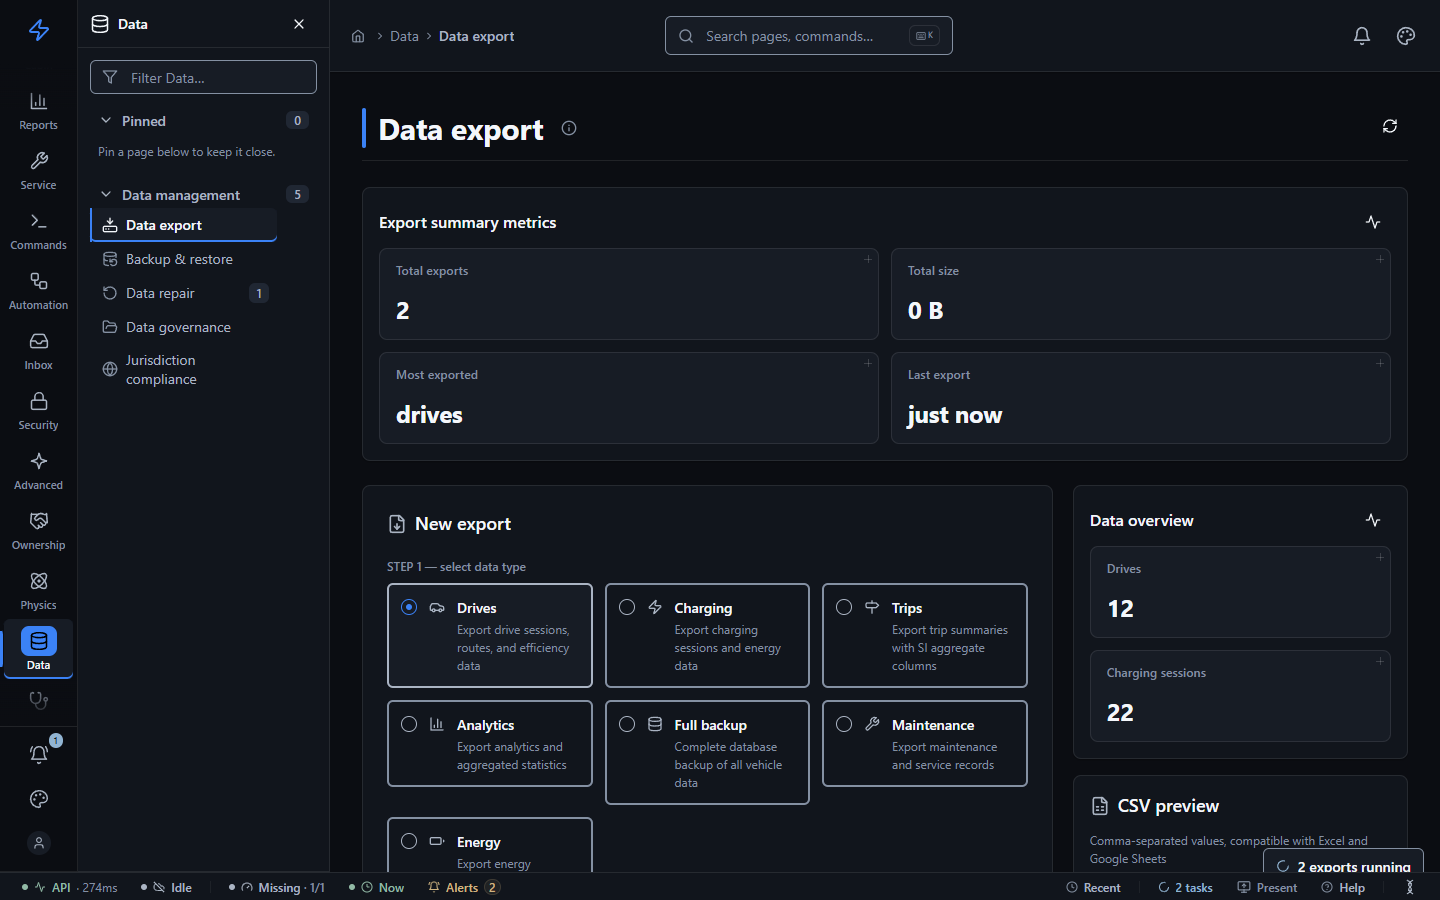 Reports
Service
Commands
Automation
Inbox
Security
Advanced
Ownership
Physics
Data
1
Data
Filter Data...
Pinned 0
Pin a page below to keep it close.
Data management 5
Data export
Backup & restore
Data repair 1
Data governance
Jurisdiction
compliance
Data Data export
Search pages, commands... K
Data export
Export summary metrics
Total exports
2
Total size
0 B
Most exported
drives
Last export
just now
New export
STEP 1 — select data type
Drives
Export drive sessions,
routes, and efficiency
data
Charging
Export charging
sessions and energy
data
Trips
Export trip summaries
with SI aggregate
columns
Analytics
Export analytics and
aggregated statistics
Full backup
Complete database
backup of all vehicle
data
Maintenance
Export maintenance
and service records
Energy
Export energy
Data overview
Drives
12
Charging sessions
22
CSV preview
Comma-separated values, compatible with Excel and
Google Sheets
2 exports running
API · 274ms Idle Missing · 1/1 Now Alerts 2 Recent 2 tasks Present Help